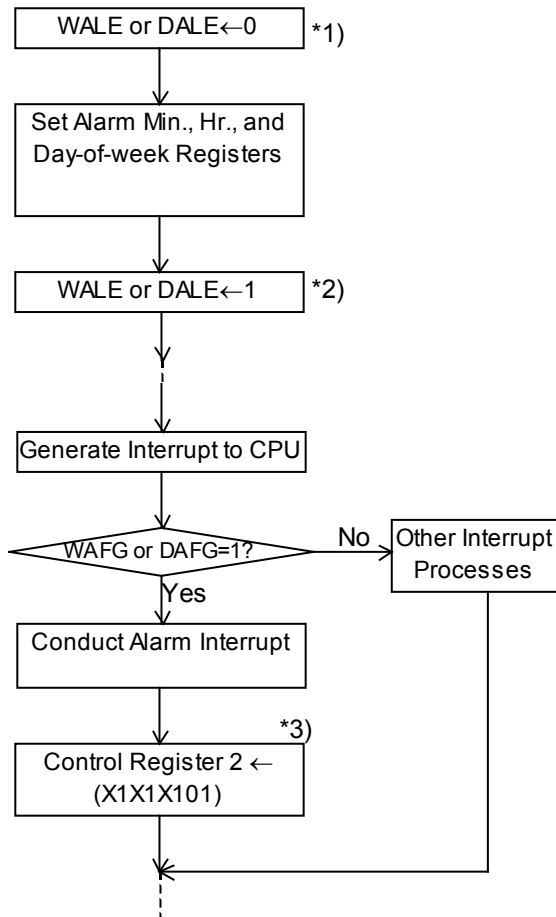 WALE or DALE←0
*1)
Set Alarm Min., Hr., and
Day-of-week Registers
WALE or DALE←1
*2)
Generate Interrupt to CPU
WAFG or DAFG=1?
No
Other Interrupt
Processes
Yes
Conduct Alarm Interrupt
*3)
Control Register 2 ←
(X1X1X101)